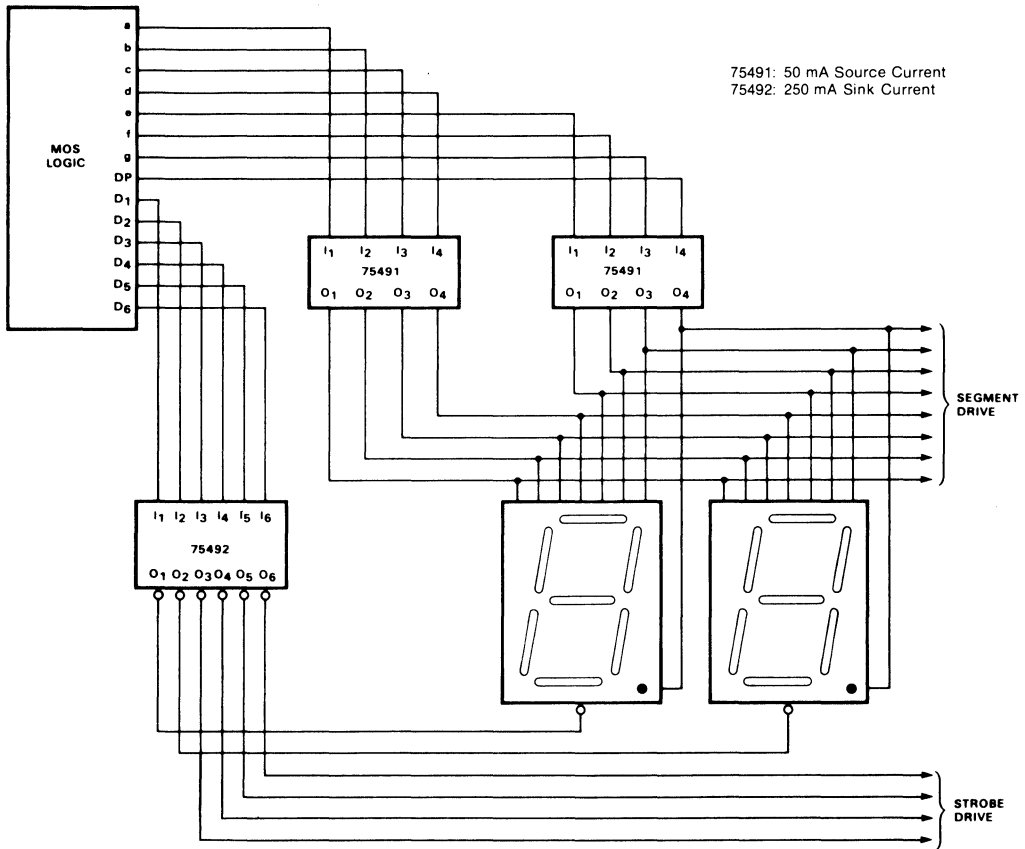 a
b
c
d
e
f
g
DP
D1
D2
D3
D4
D5
D6
MOS
LOGIC
75491: 50 mA Source Current
75492: 250 mA Sink Current
I1 I2 I3 I4
75491
O1 O2 O3 O4
I1 I2 I3 I4
75491
O1 O2 O3 O4
SEGMENT
DRIVE
I1 I2 I3 I4 I5 I6
75492
O1 O2 O3 O4 O5 O6
STROBE
DRIVE